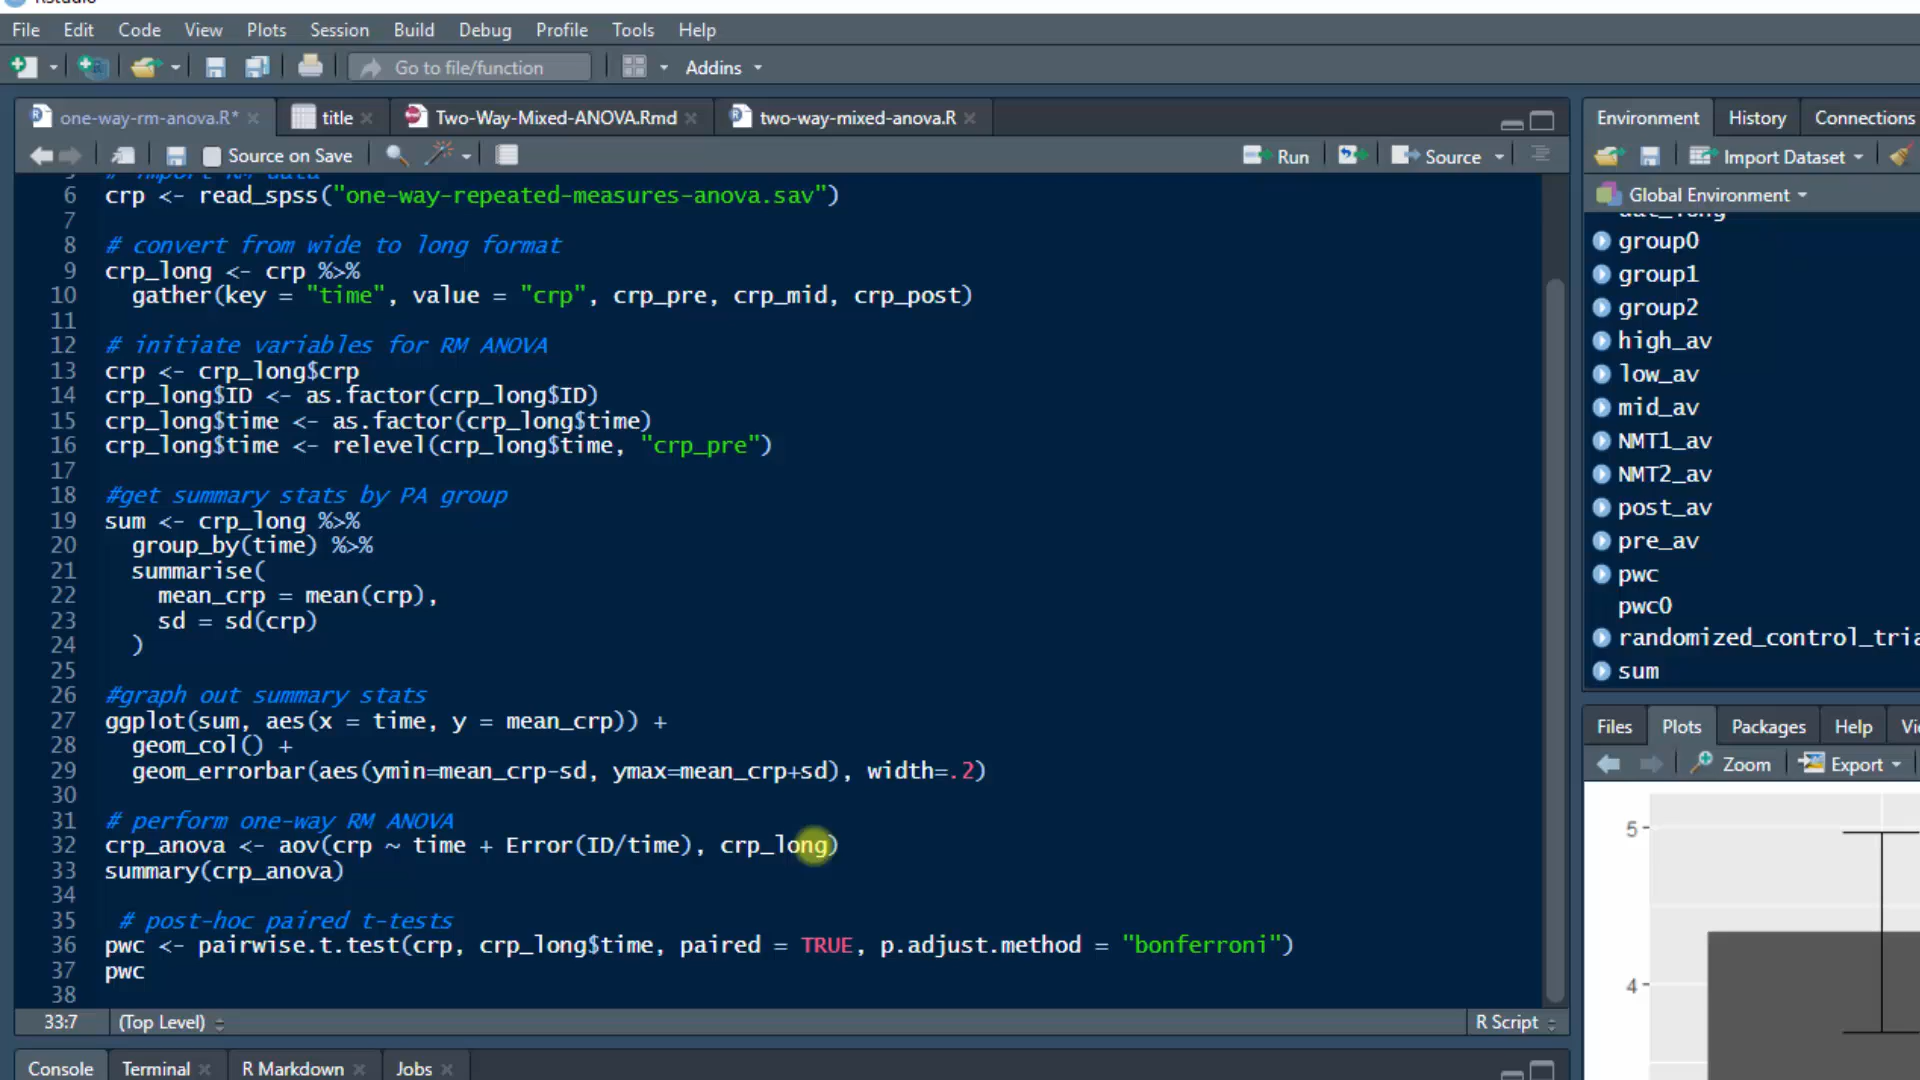 File Edit Code View Plots Session Build Debug Profile Tools Help
Go to file/function Addins
one-way-rm-anova.R* title Two-Way-Mixed-ANOVA.Rmd two-way-mixed-anova.R
Source on Save Run Source
5 # import RM data
6 crp <- read_spss("one-way-repeated-measures-anova.sav")
7
8 # convert from wide to long format
9 crp_long <- crp %>%
10 gather(key = "time", value = "crp", crp_pre, crp_mid, crp_post)
11
12 # initiate variables for RM ANOVA
13 crp <- crp_long$crp
14 crp_long$ID <- as.factor(crp_long$ID)
15 crp_long$time <- as.factor(crp_long$time)
16 crp_long$time <- relevel(crp_long$time, "crp_pre")
17
18 #get summary stats by PA group
19 sum <- crp_long %>%
20 group_by(time) %>%
21 summarise(
22 mean_crp = mean(crp),
23 sd = sd(crp)
24 )
25
26 #graph out summary stats
27 ggplot(sum, aes(x = time, y = mean_crp)) +
28 geom_col() +
29 geom_errorbar(aes(ymin=mean_crp-sd, ymax=mean_crp+sd), width=.2)
30
31 # perform one-way RM ANOVA
32 crp_anova <- aov(crp ~ time + Error(ID/time), crp_long)
33 summary(crp_anova)
34
35 # post-hoc paired t-tests
36 pwc <- pairwise.t.test(crp, crp_long$time, paired = TRUE, p.adjust.method = "bonferroni")
37 pwc
38
33:7 (Top Level) R Script
Console Terminal R Markdown Jobs
Environment History Connections
Import Dataset
Global Environment
group0
group1
group2
high_av
low_av
mid_av
NMT1_av
NMT2_av
post_av
pre_av
pwc
pwc0
randomized_control_tria
sum
Files Plots Packages Help Vi
Zoom Export
5
4